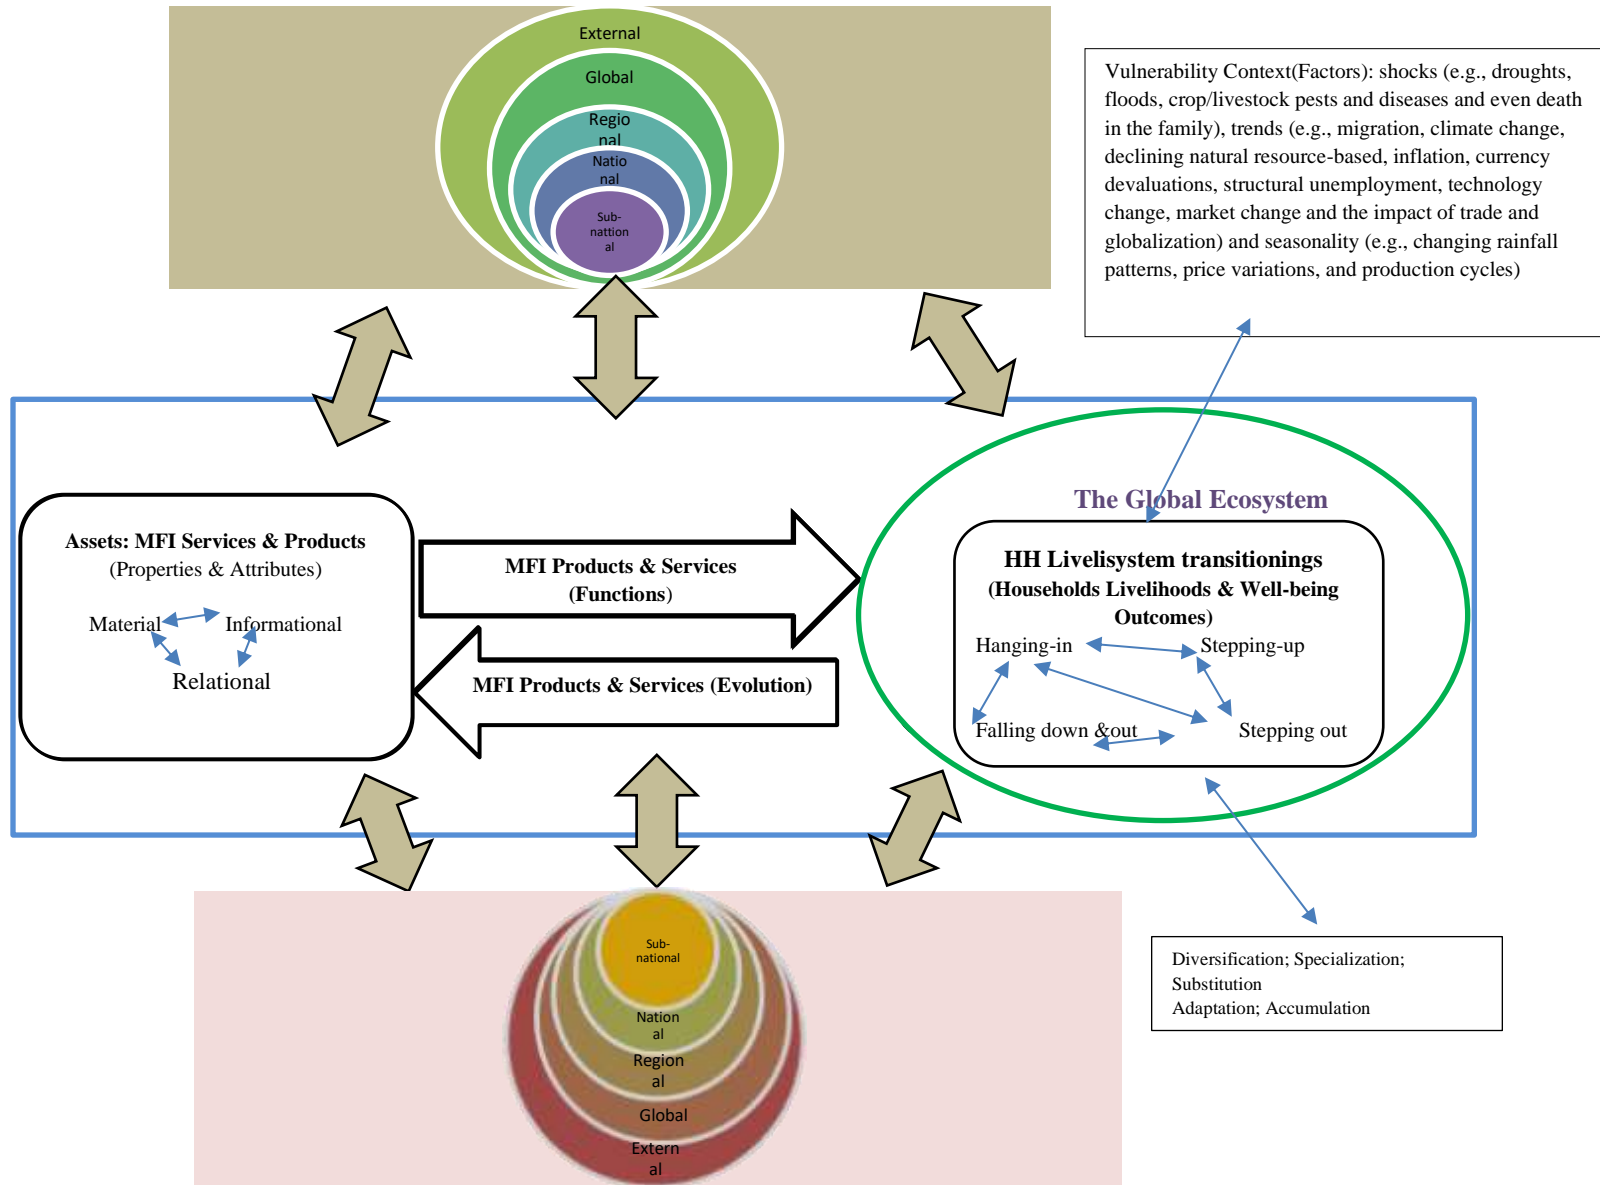 External
Global
Regio
nal
Natio
nal
Sub-
nattion
al
Vulnerability Context(Factors): shocks (e.g., droughts,
floods, crop/livestock pests and diseases and even death
in the family), trends (e.g., migration, climate change,
declining natural resource-based, inflation, currency
devaluations, structural unemployment, technology
change, market change and the impact of trade and
globalization) and seasonality (e.g., changing rainfall
patterns, price variations, and production cycles)
The Global Ecosystem
Assets: MFI Services & Products
(Properties & Attributes)
Material Informational
Relational
MFI Products & Services
(Functions)
MFI Products & Services (Evolution)
HH Livelisystem transitionings
(Households Livelihoods & Well-being
Outcomes)
Hanging-in Stepping-up
Falling down &out Stepping out
Sub-
national
Nation
al
Region
al
Global
Extern
al
Diversification; Specialization;
Substitution
Adaptation; Accumulation